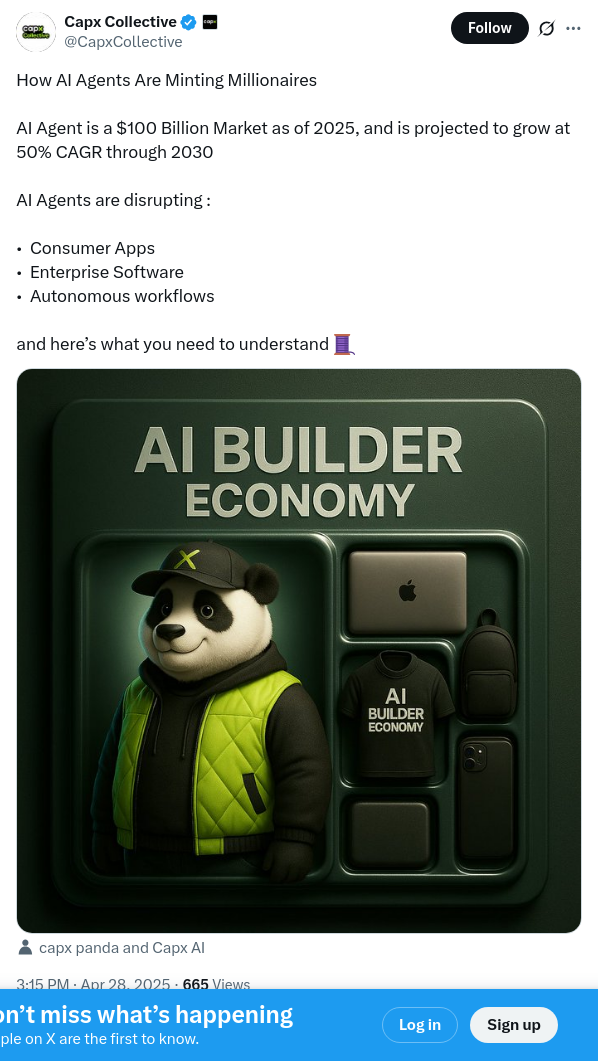 Capx Collective
@CapxCollective
Follow
How AI Agents Are Minting Millionaires
AI Agent is a $100 Billion Market as of 2025, and is projected to grow at
50% CAGR through 2030
AI Agents are disrupting :
• Consumer Apps
• Enterprise Software
• Autonomous workflows
and here’s what you need to understand 🧵
AI BUILDER
ECONOMY
AI
BUILDER
ECONOMY
capx panda and Capx AI
3:15 PM · Apr 28, 2025 · 665 Views
on’t miss what’s happening
ple on X are the first to know.
Log in
Sign up